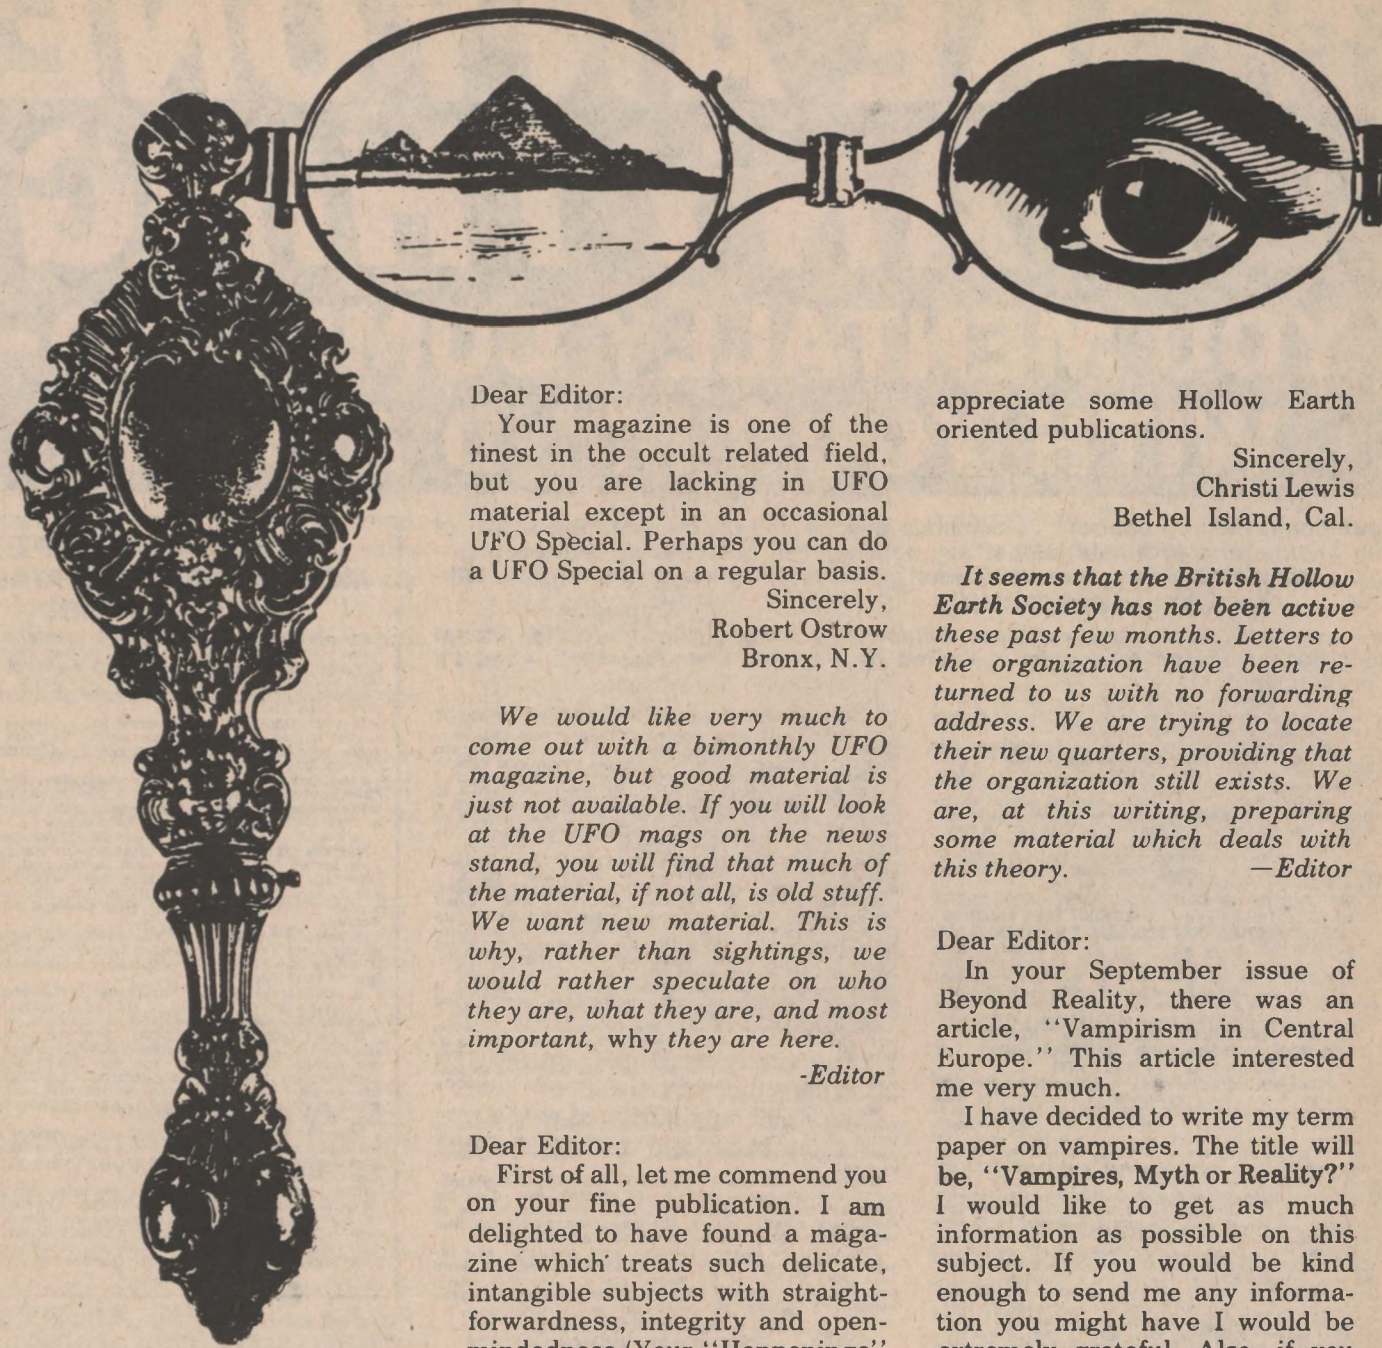 Dear Editor:
Your magazine is one of the
finest in the occult related field,
but you are lacking in UFO
material except in an occasional
UFO Special. Perhaps you can do
a UFO Special on a regular basis.
Sincerely,
Robert Ostrow
Bronx, N.Y.
We would like very much to
come out with a bimonthly UFO
magazine, but good material is
just not available. If you will look
at the UFO mags on the news
stand, you will find that much of
the material, if not all, is old stuff.
We want new material. This is
why, rather than sightings, we
would rather speculate on who
they are, what they are, and most
important, why they are here.
-Editor
Dear Editor:
First of all, let me commend you
on your fine publication. I am
delighted to have found a maga-
zine which treats such delicate,
intangible subjects with straight-
forwardness, integrity and open-
mindedness (Your "Happenings"
appreciate some Hollow Earth
oriented publications.
Sincerely,
Christi Lewis
Bethel Island, Cal.
It seems that the British Hollow
Earth Society has not been active
these past few months. Letters to
the organization have been re-
turned to us with no forwarding
address. We are trying to locate
their new quarters, providing that
the organization still exists. We
are, at this writing, preparing
some material which deals with
this theory. —Editor
Dear Editor:
In your September issue of
Beyond Reality, there was an
article, "Vampirism in Central
Europe." This article interested
me very much.
I have decided to write my term
paper on vampires. The title will
be, "Vampires, Myth or Reality?"
I would like to get as much
information as possible on this
subject. If you would be kind
enough to send me any informa-
tion you might have I would be
extremely grateful. Also, if you